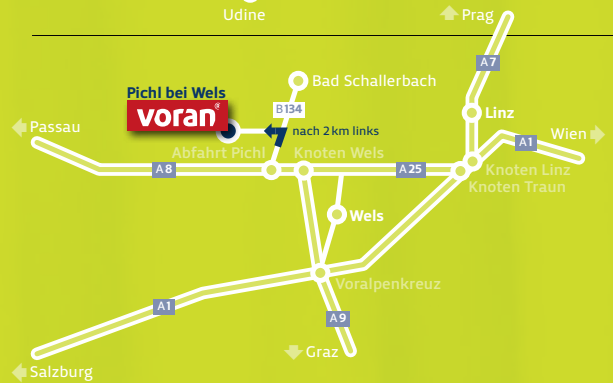 Udine
Prag
A7
Bad Schallerbach
Pichl bei Wels
voran®
B134
Linz
Passau
nach 2 km links
A1
Wien
Abfahrt Pichl
Knoten Wels
A8
A25
Knoten Linz
Knoten Traun
Wels
Voralpenkreuz
A1
A9
Graz
Salzburg